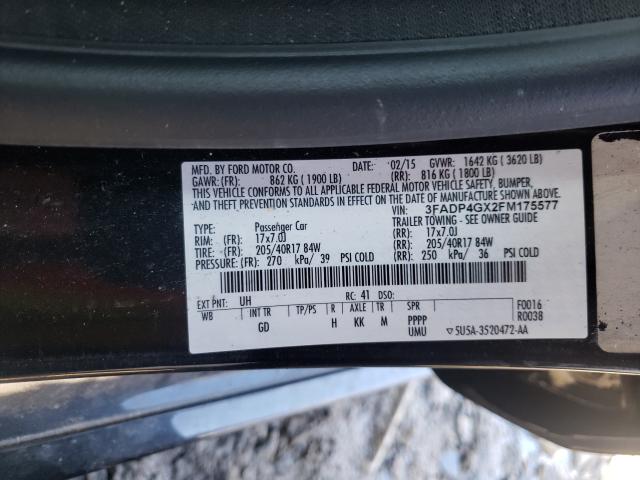 MFD. BY FORD MOTOR CO. DATE: 02/15 GVWR: 1642 KG ( 3620 LB)
GAWR: (FR): 862 KG ( 1900 LB) (RR): 816 KG ( 1800 LB)
THIS VEHICLE CONFORMS TO ALL APPLICABLE FEDERAL MOTOR VEHICLE SAFETY, BUMPER,
AND THEFT PREVENTION STANDARDS IN EFFECT ON THE DATE OF MANUFACTURE SHOWN ABOVE.
VIN: 3FADP4GX2FM175577
TYPE: Passenger Car TRAILER TOWING - SEE OWNER GUIDE
RIM: (FR): 17x7.0J (RR): 17x7.0J
TIRE: (FR): 205/40R17 84W (RR): 205/40R17 84W
PRESSURE: (FR): 270 kPa/ 39 PSI COLD (RR): 250 kPa/ 36 PSI COLD
EXT PNT: UH RC: 41 DSO:
WB INT TR TP/PS R AXLE TR SPR F0016
GD H KK M PPPP R0038
UMU ▽5U5A-3520472-AA